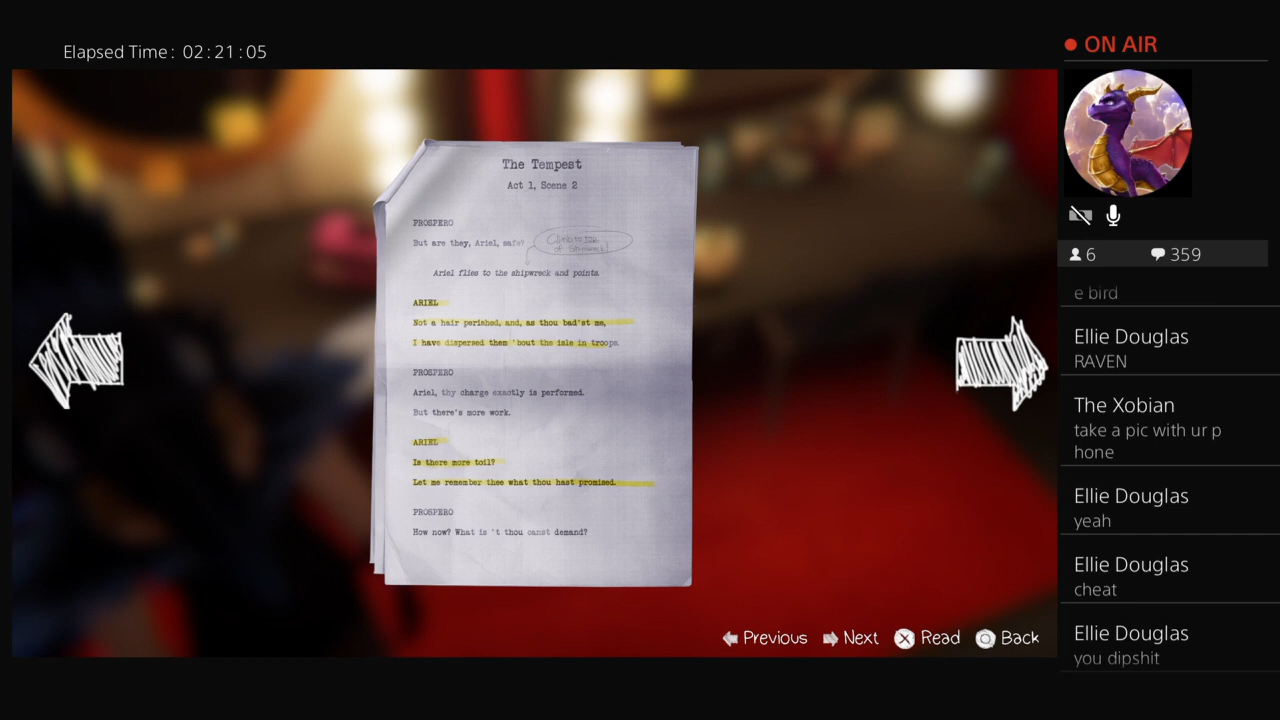 Elapsed Time: 02:21:05
The Tempest
Act 1, Scene 2
PROSPERO
But are they, Ariel, safe?
Climb to top
Ariel flies to the shipwreck and points.
ARIEL
Not a hair perished, and, as thou bad'st me,
I have dispersed them 'bout the isle in troops.
PROSPERO
Ariel, thy charge exactly is performed.
But there's more work.
ARIEL
Is there more toil?
Let me remember thee what thou hast promised.
PROSPERO
How now? What is 't thou canst demand?
Previous
Next
Read
Back
ON AIR
6
359
e bird
Ellie Douglas
RAVEN
The Xobian
take a pic with ur p
hone
Ellie Douglas
yeah
Ellie Douglas
cheat
Ellie Douglas
you dipshit